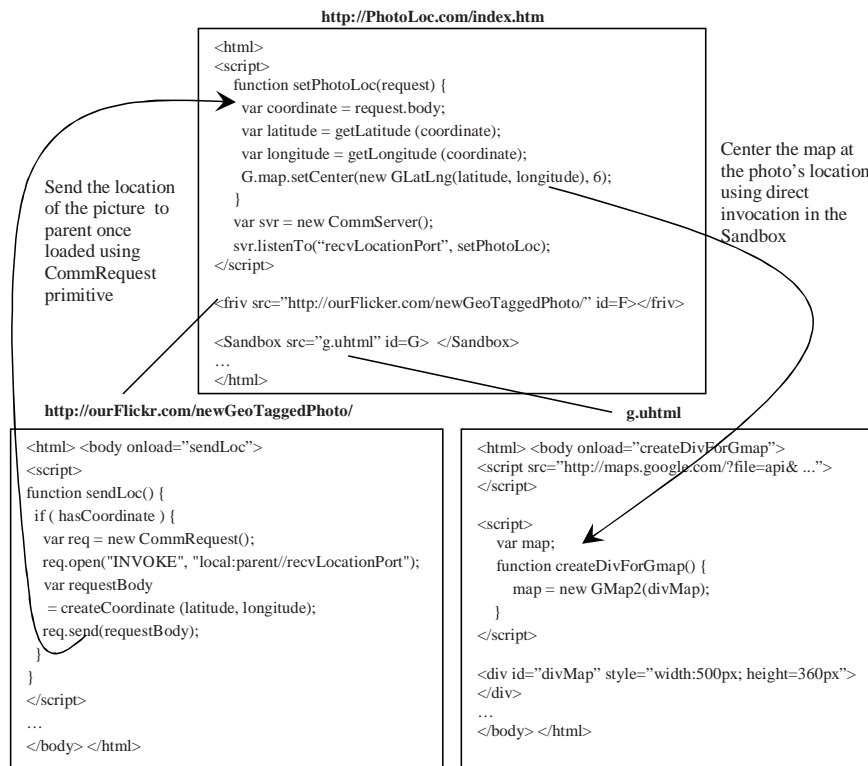 http://PhotoLoc.com/index.htm
<html>
<script>
function setPhotoLoc(request) {
var coordinate = request.body;
var latitude = getLatitude (coordinate);
var longitude = getLongitude (coordinate);
G.map.setCenter(new GLatLng(latitude, longitude), 6);
}
var svr = new CommServer();
svr.listenTo(“recvLocationPort”, setPhotoLoc);
</script>
<friv src=”http://ourFlicker.com/newGeoTaggedPhoto/” id=F></friv>
<Sandbox src=”g.uhtml” id=G> </Sandbox>
…
</html>
Send the location
of the picture to
parent once
loaded using
CommRequest
primitive
Center the map at
the photo’s location
using direct
invocation in the
Sandbox
http://ourFlickr.com/newGeoTaggedPhoto/
<html> <body onload=”sendLoc”>
<script>
function sendLoc() {
if ( hasCoordinate ) {
var req = new CommRequest();
req.open("INVOKE", "local:parent//recvLocationPort");
var requestBody
= createCoordinate (latitude, longitude);
req.send(requestBody);
}
}
</script>
…
</body> </html>
g.uhtml
<html> <body onload=”createDivForGmap”>
<script src=”http://maps.google.com/?file=api& ...”>
</script>
<script>
var map;
function createDivForGmap() {
map = new GMap2(divMap);
}
</script>
<div id=”divMap” style=”width:500px; height=360px”>
</div>
…
</body> </html>